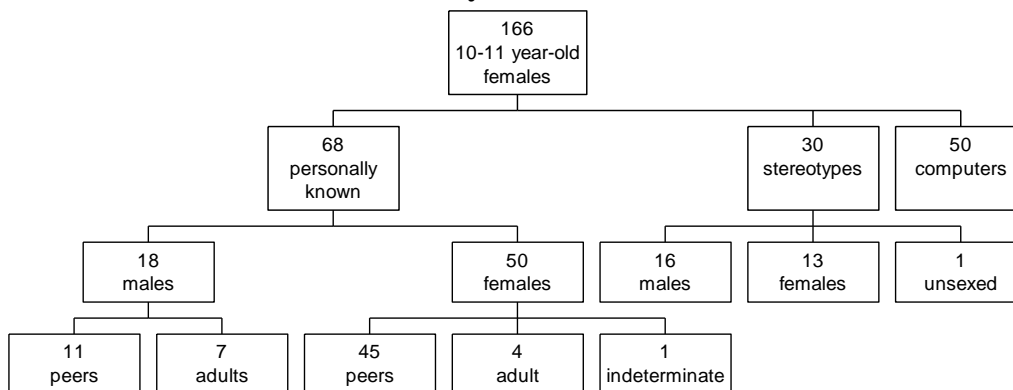 166
10-11 year-old
females
68
personally
known
30
stereotypes
50
computers
18
males
50
females
16
males
13
females
1
unsexed
11
peers
7
adults
45
peers
4
adult
1
indeterminate